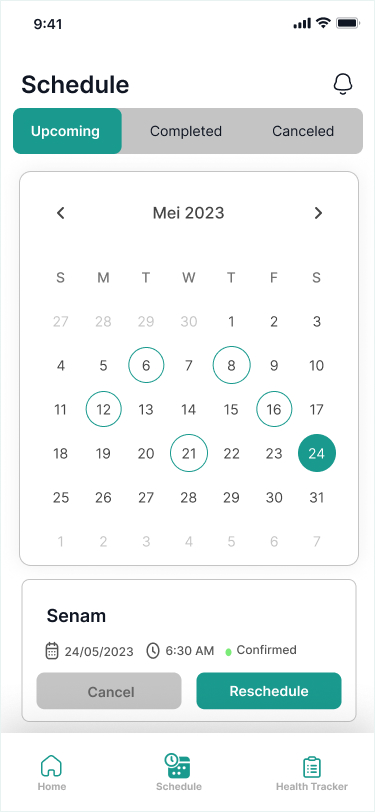 9:41
Schedule
Upcoming Completed Canceled
Mei 2023
S M T W T F S
27 28 29 30 1 2 3
4 5 6 7 8 9 10
11 12 13 14 15 16 17
18 19 20 21 22 23 24
25 26 27 28 29 30 31
1 2 3 4 5 6 7
Senam
24/05/2023 6:30 AM Confirmed
Cancel Reschedule
Home Schedule Health Tracker